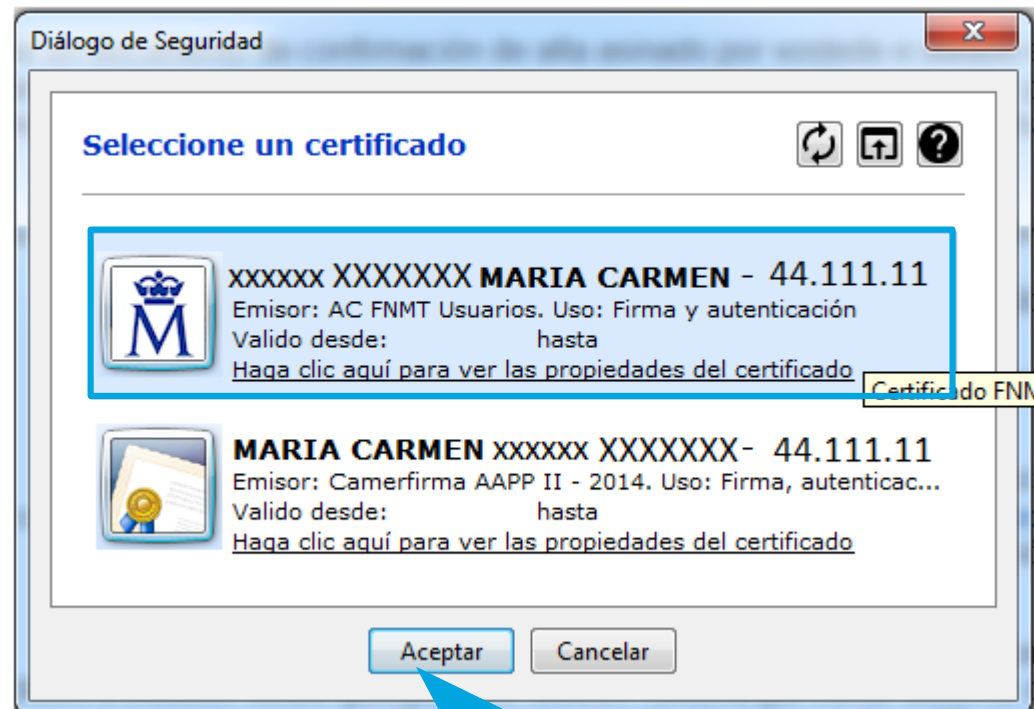 Diálogo de Seguridad
Seleccione un certificado
xxxxxx XXXXXXX MARIA CARMEN - 44.111.11
Emisor: AC FNMT Usuarios. Uso: Firma y autenticación
Valido desde: hasta
Haga clic aquí para ver las propiedades del certificado
Certificado FNM
MARIA CARMEN xxxxxx XXXXXXX- 44.111.11
Emisor: Camerfirma AAPP II - 2014. Uso: Firma, autenticac...
Valido desde: hasta
Haga clic aquí para ver las propiedades del certificado
Aceptar Cancelar